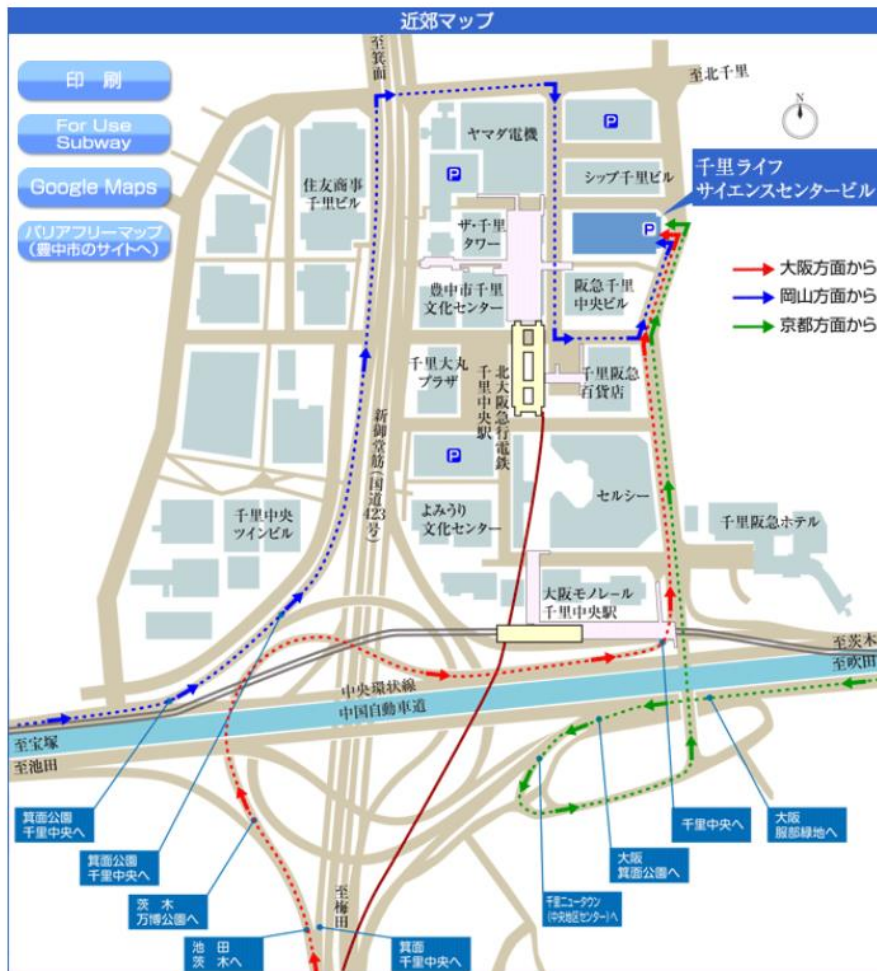 近郊マップ
印 刷
For Use
Subway
Google Maps
バリアフリーマップ
(豊中市のサイトへ)
至箕面
至北千里
N
P
ヤマダ電機
P
シップ千里ビル
千里ライフ
サイエンスセンタービル
住友商事
千里ビル
ザ・千里
タワー
P
豊中市千里
文化センター
阪急千里
中央ビル
大阪方面から
岡山方面から
京都方面から
千里大丸
プラザ
北大阪急行電鉄
千里中央駅
千里阪急
百貨店
新御堂筋(国道423号)
P
セルシー
千里中央
ツインビル
よみうり
文化センター
千里阪急ホテル
大阪モノレール
千里中央駅
至茨木
至吹田
中央環状線
中国自動車道
至宝塚
至池田
箕面公園
千里中央へ
箕面公園
千里中央へ
茨 木
万博公園へ
池 田
茨木へ
至梅田
箕面
千里中央へ
千里ニュータウン
(中央地区センター)へ
大阪
箕面公園へ
千里中央へ
大阪
服部緑地へ